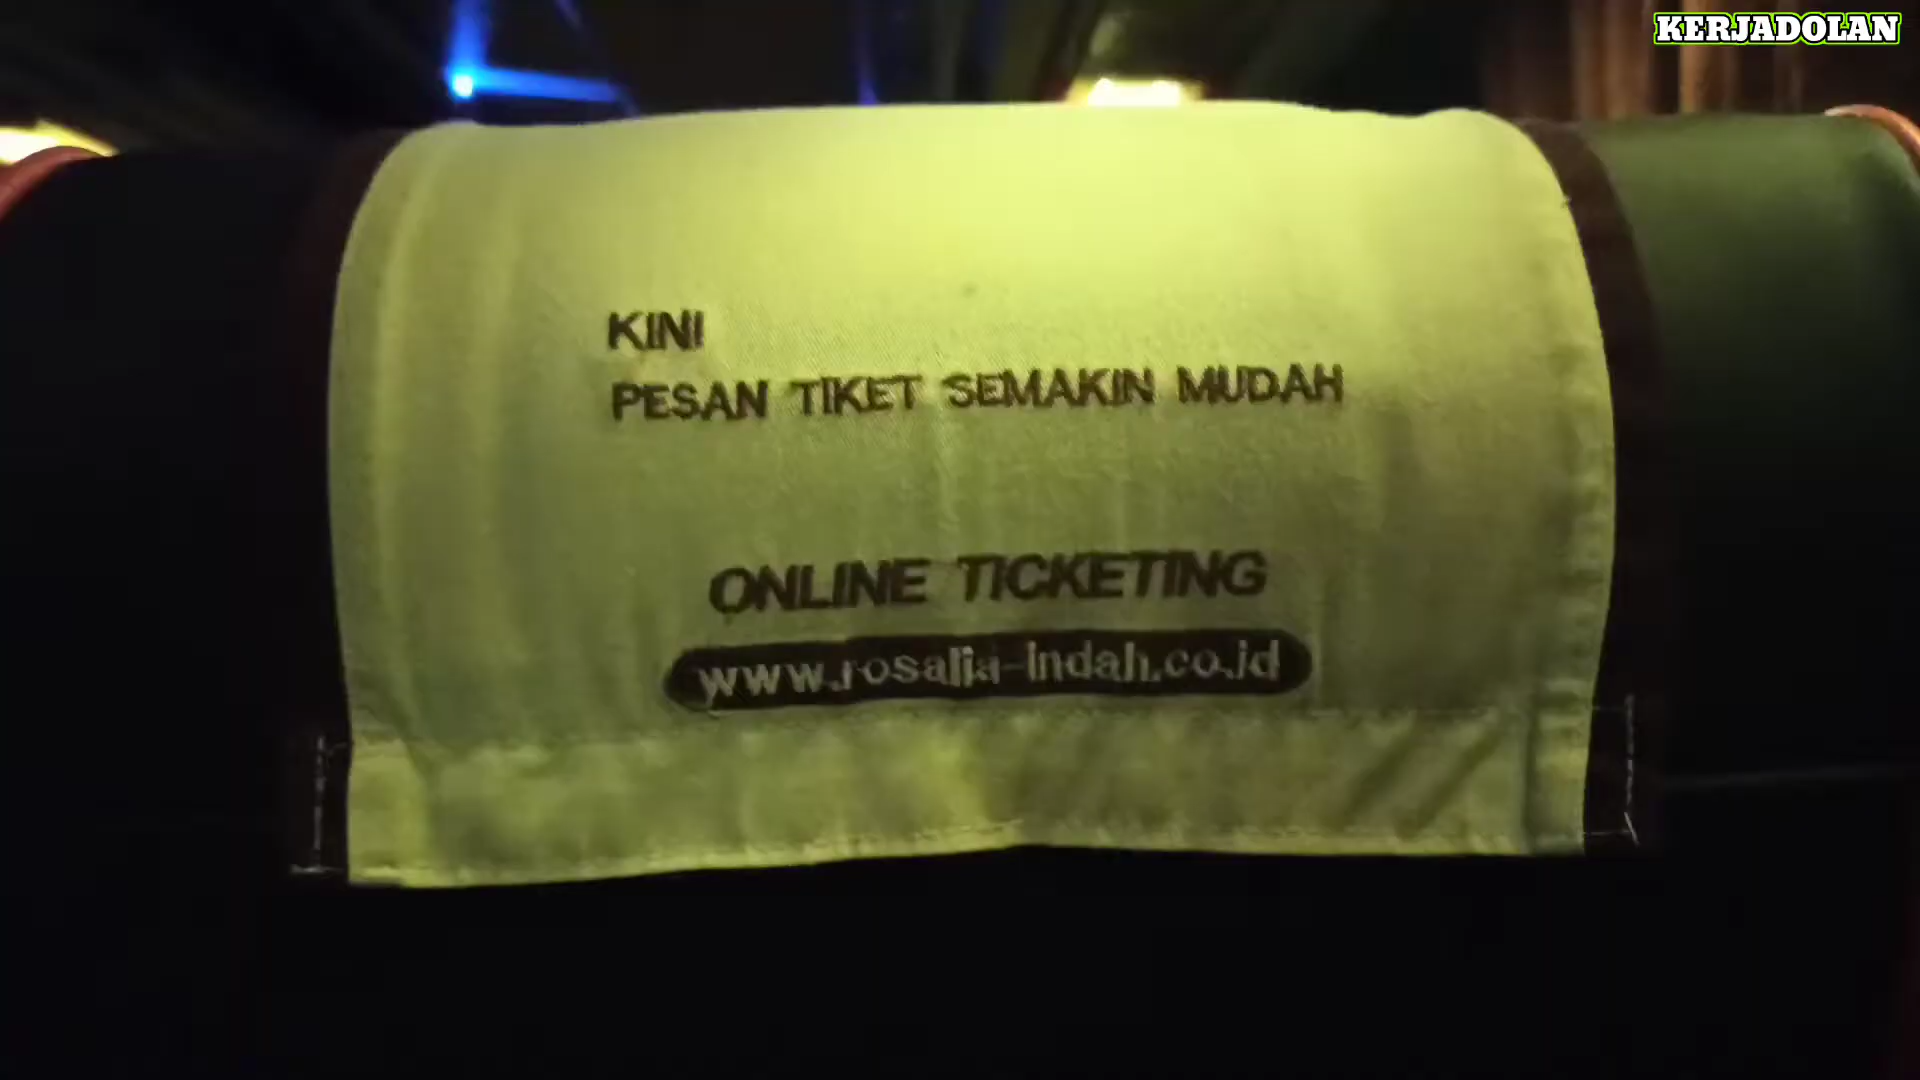 KERJADOLAN
KINI
PESAN TIKET SEMAKIN MUDAH
ONLINE TICKETING
www.rosalia-indah.co.id